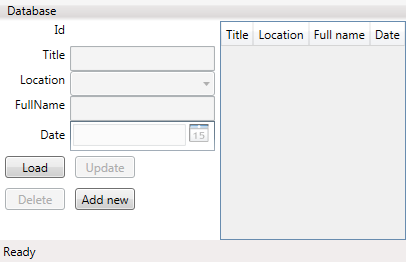 Database
Id
Title
Location
FullName
Date
15
Load
Update
Delete
Add new
Title Location Full name Date
Ready